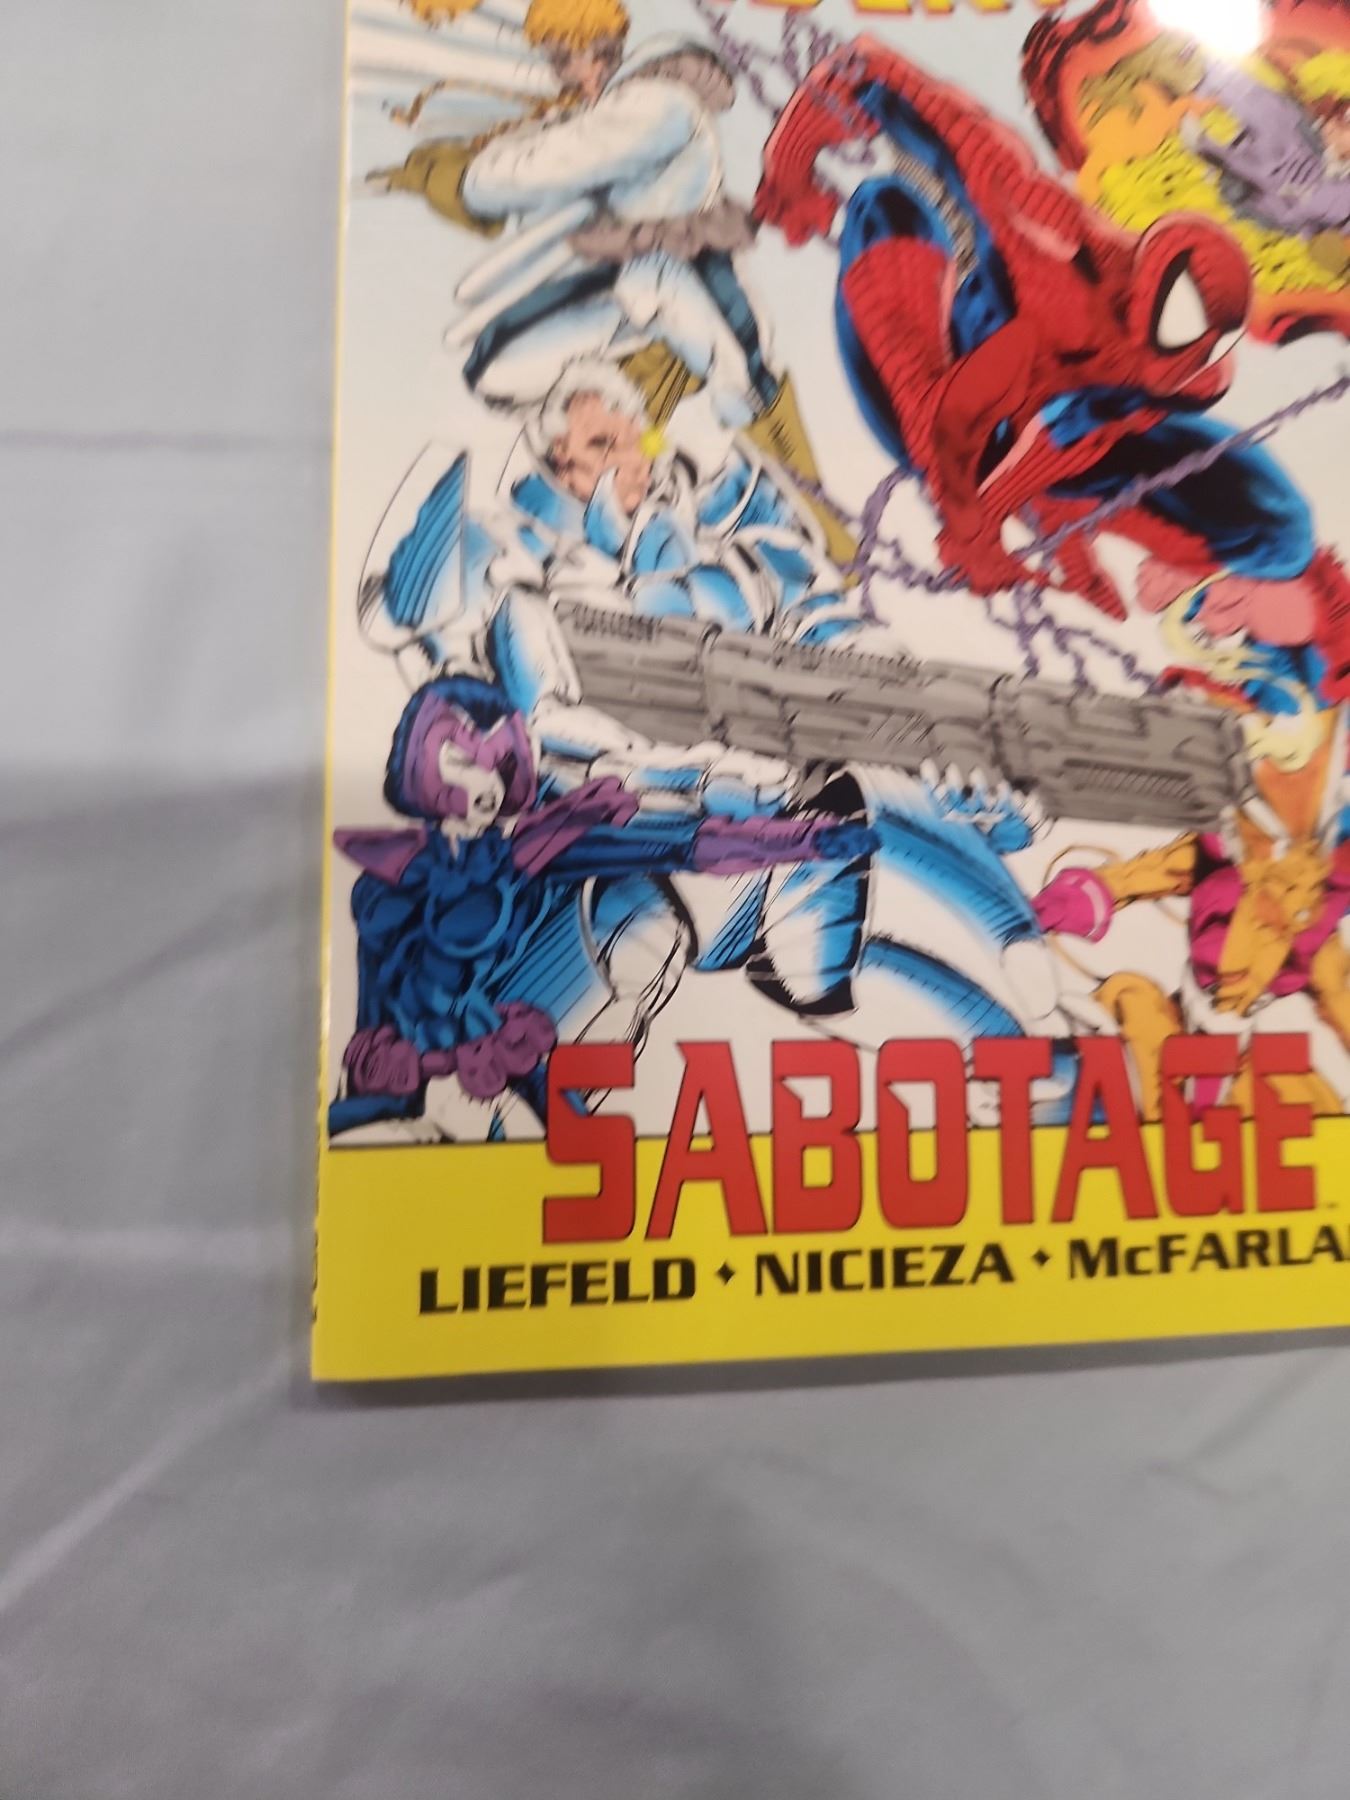 SABOTAGE
LIEFELD ✦ NICIEZA ✦ McFARLA